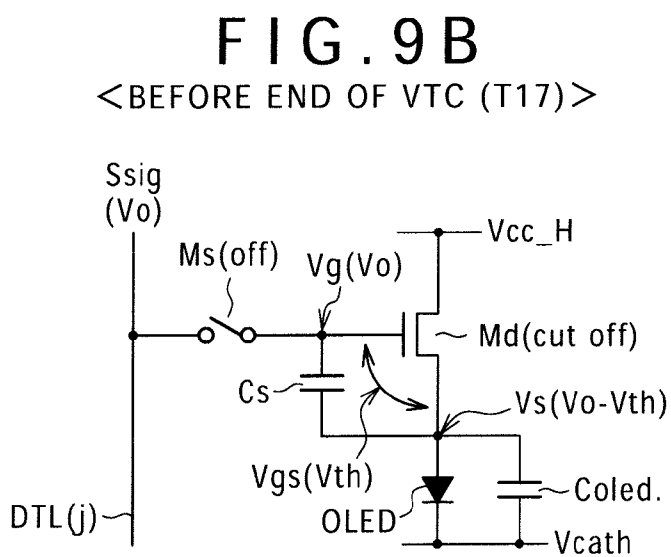 FIG.9B
<BEFORE END OF VTC (T17)>
Ssig
(Vo)
Ms(off)
Vg(Vo)
Vcc_H
Md(cut off)
Cs
Vs(Vo-Vth)
Vgs(Vth)
OLED
Coled.
DTL(j)
Vcath